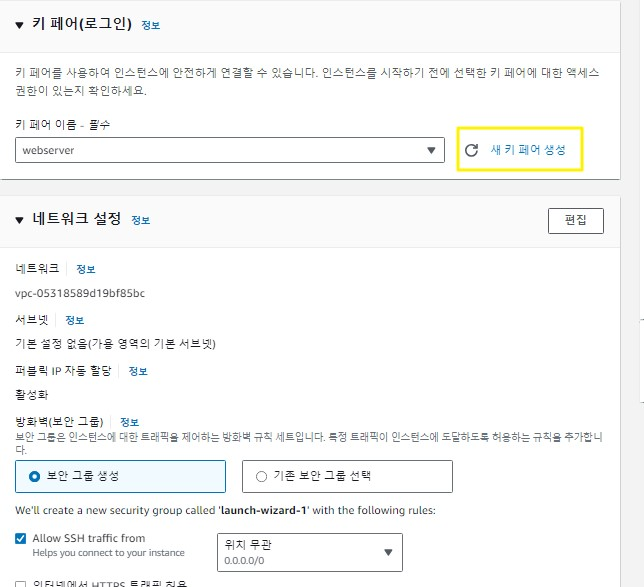 키 페어(로그인) 정보
키 페어를 사용하여 인스턴스에 안전하게 연결할 수 있습니다. 인스턴스를 시작하기 전에 선택한 키 페어에 대한 액세스
권한이 있는지 확인하세요.
키 페어 이름 - 필수
webserver
새 키 페어 생성
네트워크 설정 정보
편집
네트워크 정보
vpc-05318589d19bf85bc
서브넷 정보
기본 설정 없음(가용 영역의 기본 서브넷)
퍼블릭 IP 자동 할당 정보
활성화
방화벽(보안 그룹) 정보
보안 그룹은 인스턴스에 대한 트래픽을 제어하는 방화벽 규칙 세트입니다. 특정 트래픽이 인스턴스에 도달하도록 허용하는 규칙을 추가합니
다.
보안 그룹 생성
기존 보안 그룹 선택
We'll create a new security group called 'launch-wizard-1' with the following rules:
Allow SSH traffic from
Helps you connect to your instance
위치 무관
0.0.0.0/0
인터넷에서 HTTPS 트래픽 허용